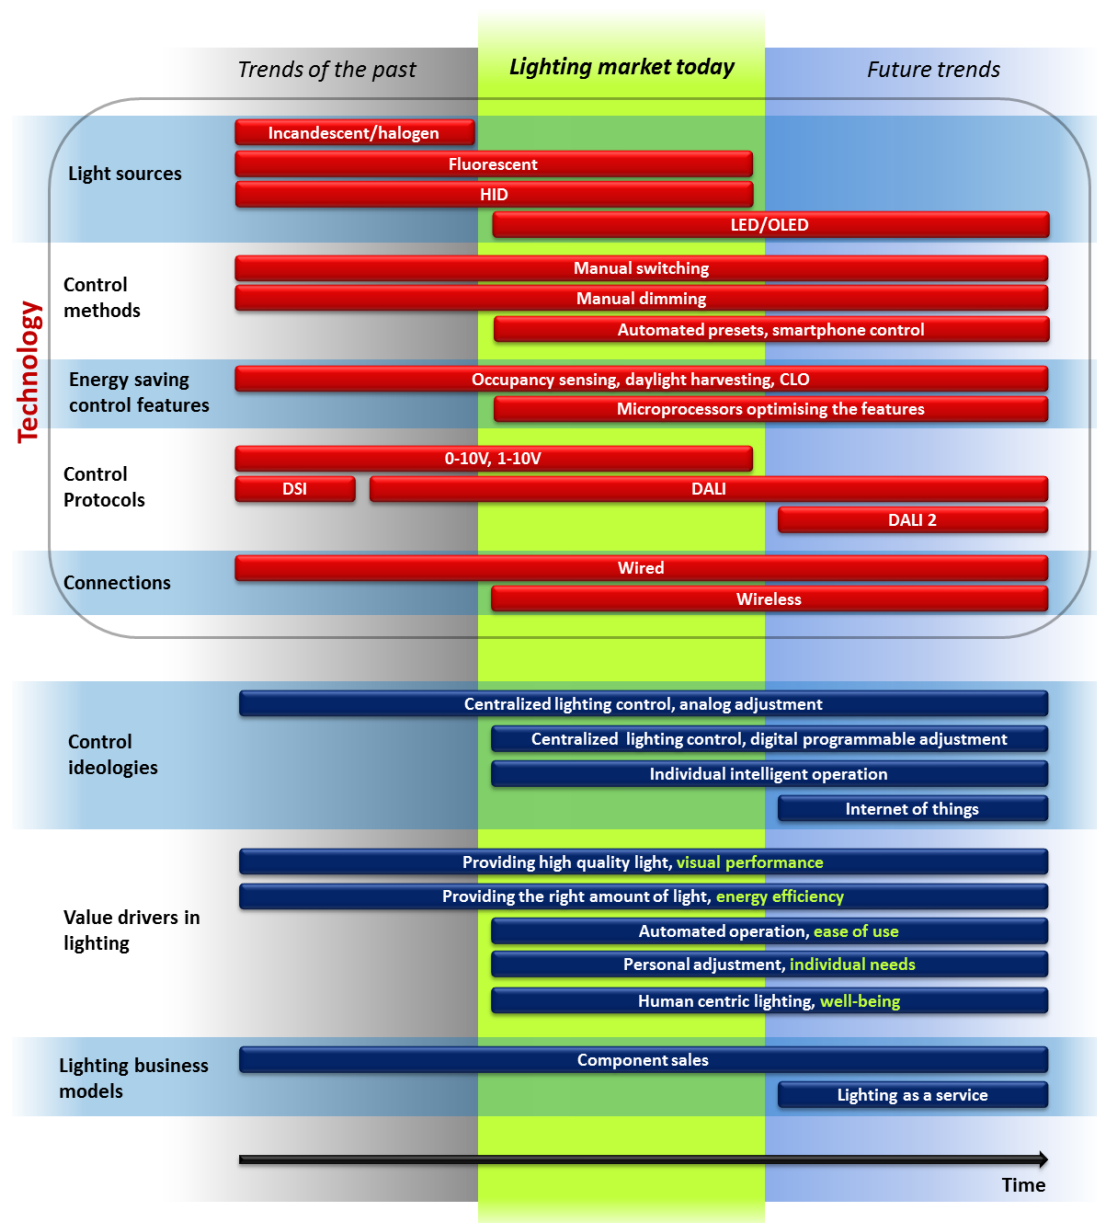 Trends of the past
Lighting market today
Future trends
Technology
Light sources
Incandescent/halogen
Fluorescent
HID
LED/OLED
Control
methods
Manual switching
Manual dimming
Automated presets, smartphone control
Energy saving
control features
Occupancy sensing, daylight harvesting, CLO
Microprocessors optimising the features
Control
Protocols
0-10V, 1-10V
DSI
DALI
DALI 2
Connections
Wired
Wireless
Control
ideologies
Centralized lighting control, analog adjustment
Centralized lighting control, digital programmable adjustment
Individual intelligent operation
Internet of things
Value drivers in
lighting
Providing high quality light, visual performance
Providing the right amount of light, energy efficiency
Automated operation, ease of use
Personal adjustment, individual needs
Human centric lighting, well-being
Lighting business
models
Component sales
Lighting as a service
Time